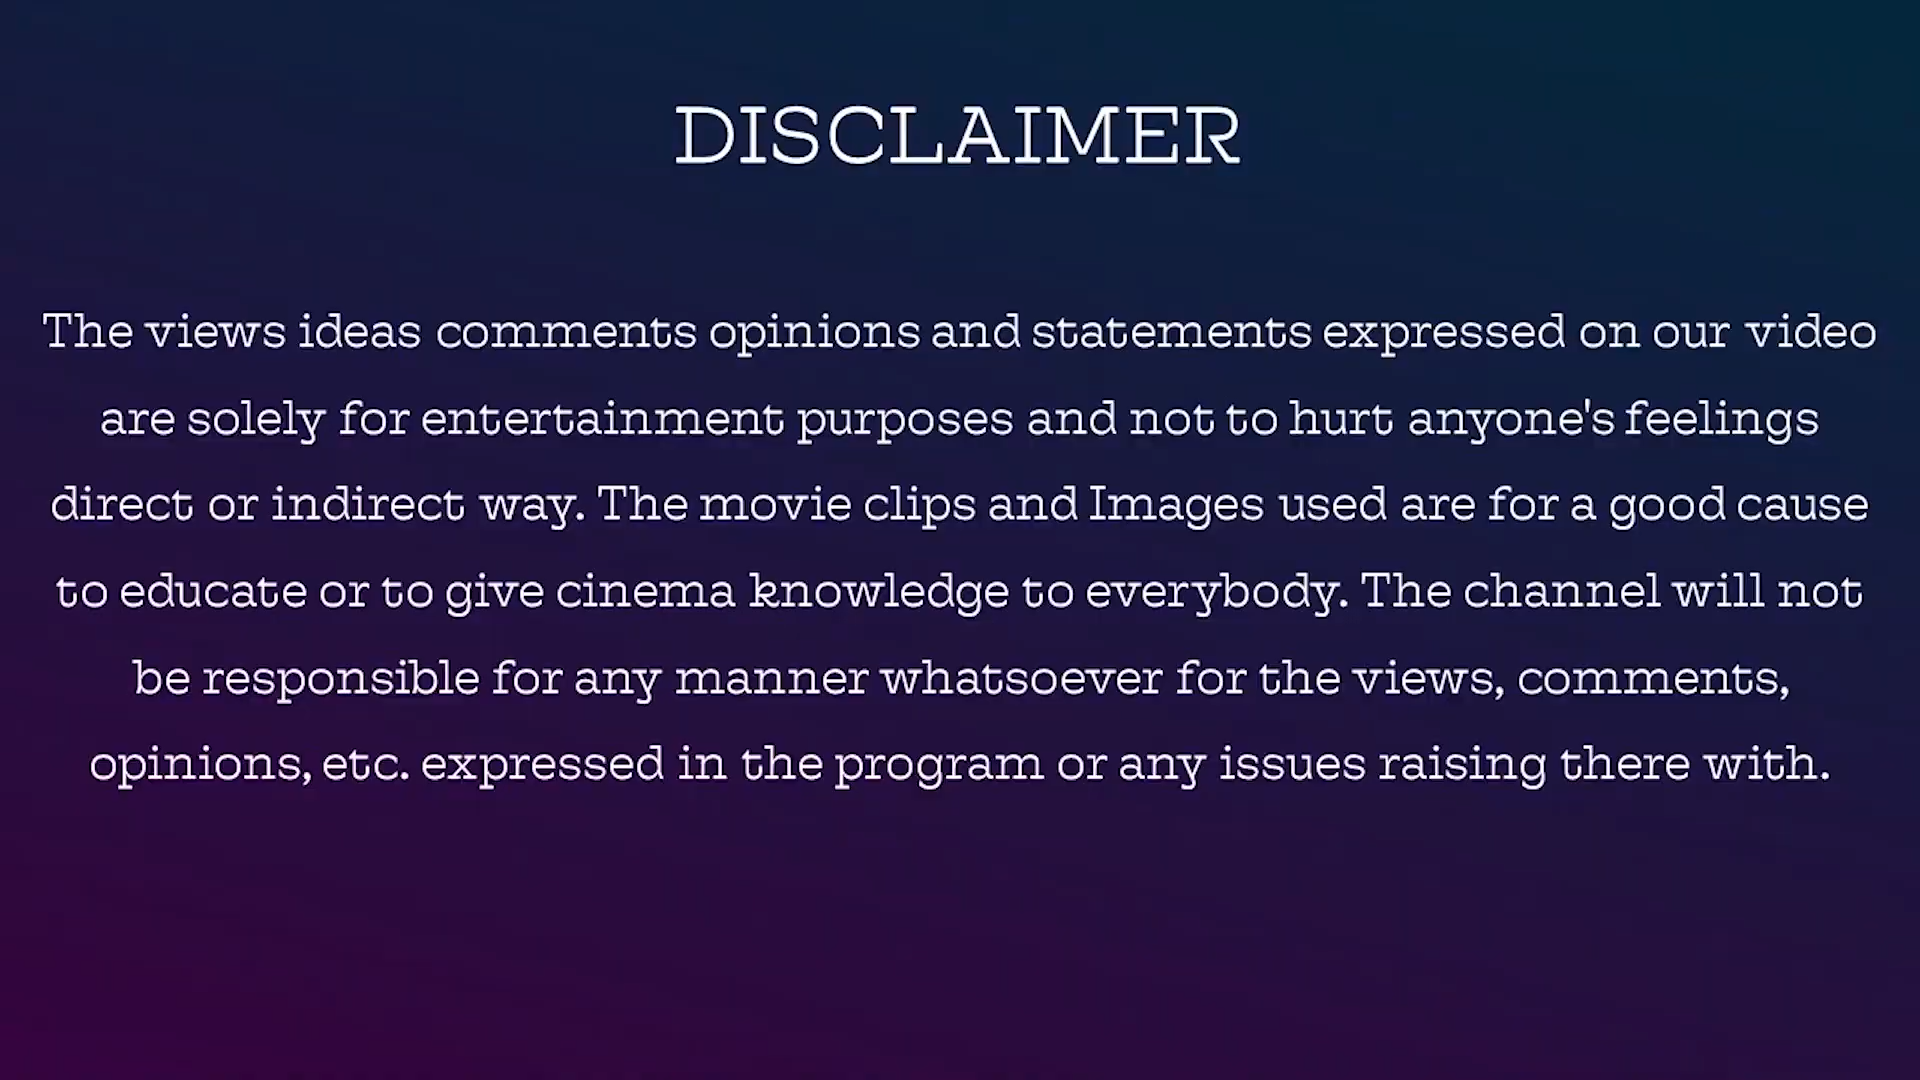 DISCLAIMER
The views ideas comments opinions and statements expressed on our video
are solely for entertainment purposes and not to hurt anyone's feelings
direct or indirect way. The movie clips and Images used are for a good cause
to educate or to give cinema knowledge to everybody. The channel will not
be responsible for any manner whatsoever for the views, comments,
opinions, etc. expressed in the program or any issues raising there with.